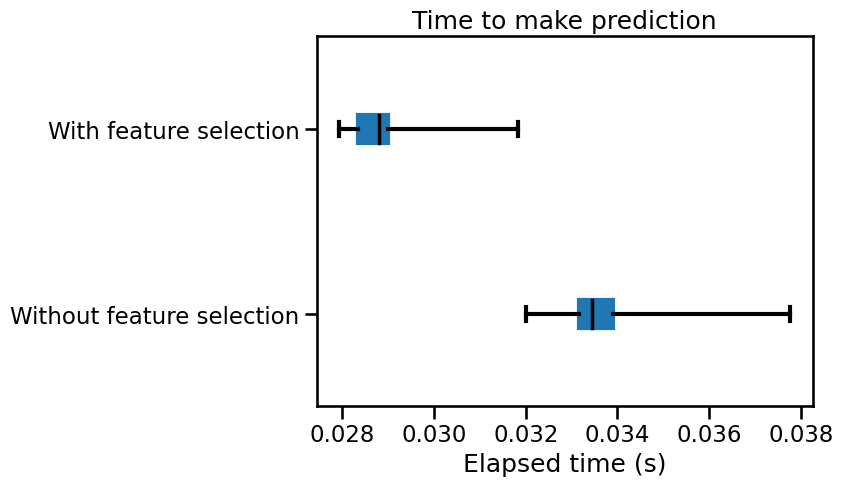 Time to make prediction
With feature selection
Without feature selection
0.028 0.030 0.032 0.034 0.036 0.038
Elapsed time (s)